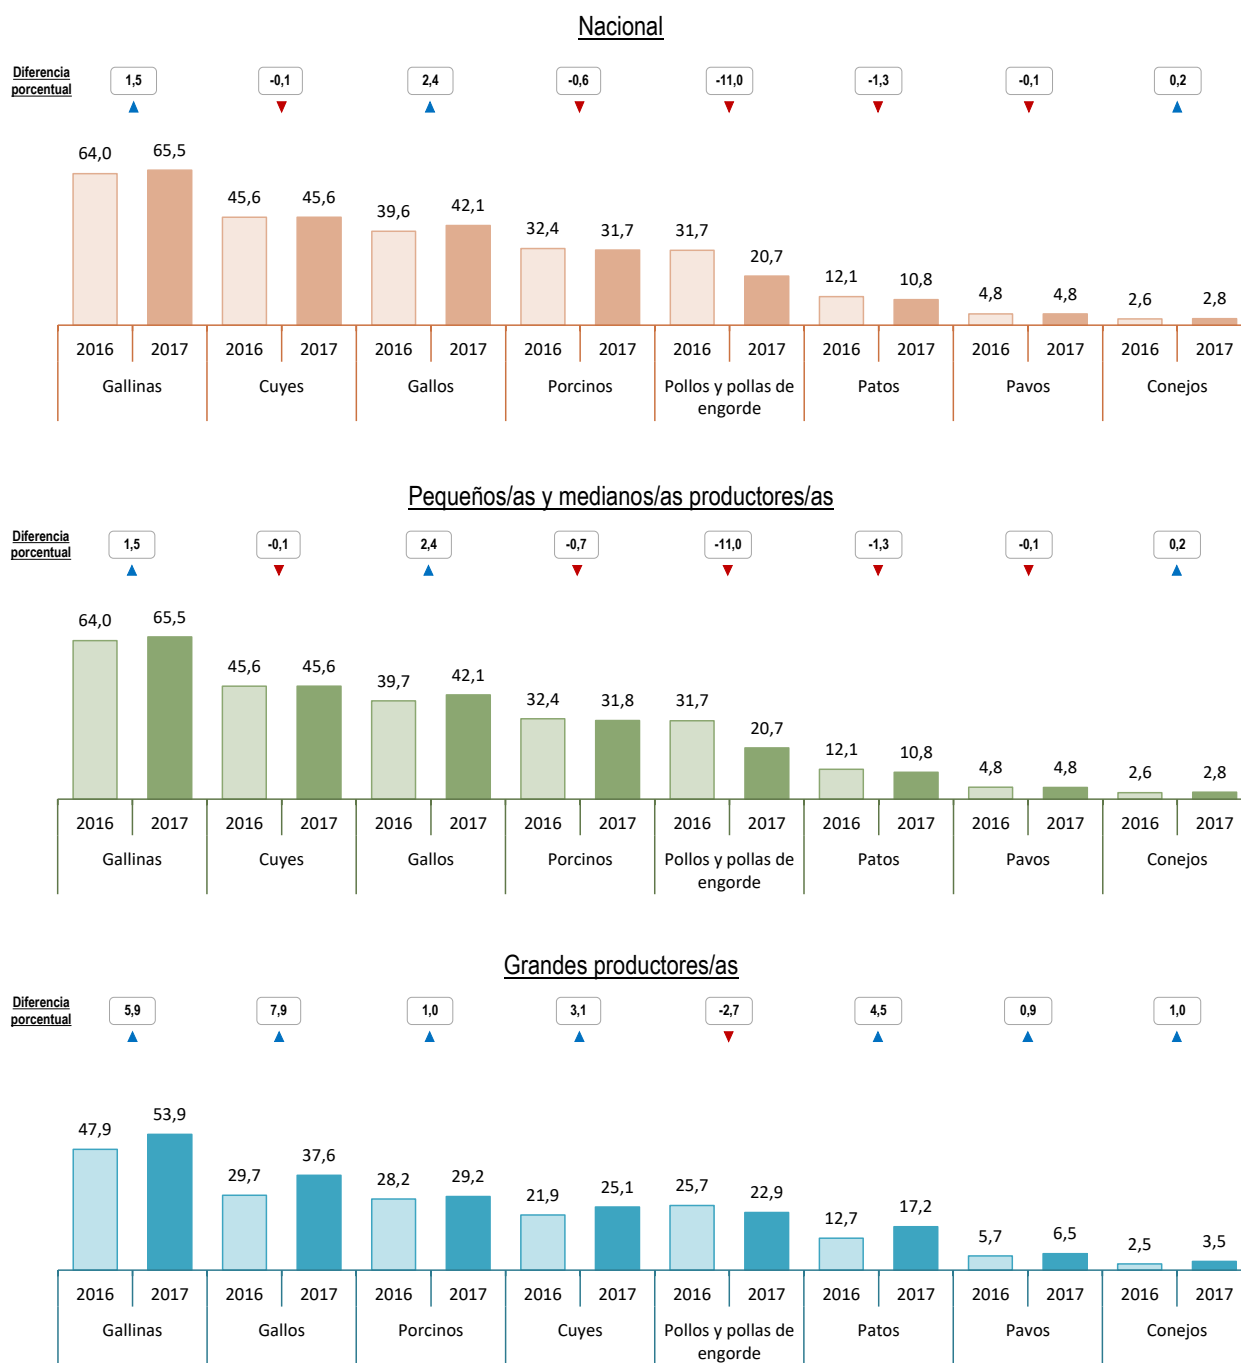 Nacional
Diferencia
porcentual
1,5
-0,1
2,4
-0,6
-11,0
-1,3
-0,1
0,2
64,0
65,5
45,6
45,6
39,6
42,1
32,4
31,7
31,7
20,7
12,1
10,8
4,8
4,8
2,6
2,8
2016 2017 2016 2017 2016 2017 2016 2017 2016 2017 2016 2017 2016 2017 2016 2017
Gallinas
Cuyes
Gallos
Porcinos
Pollos y pollas de
engorde
Patos
Pavos
Conejos
Pequeños/as y medianos/as productores/as
Diferencia
porcentual
1,5
-0,1
2,4
-0,7
-11,0
-1,3
-0,1
0,2
64,0
65,5
45,6
45,6
39,7
42,1
32,4
31,8
31,7
20,7
12,1
10,8
4,8
4,8
2,6
2,8
2016 2017 2016 2017 2016 2017 2016 2017 2016 2017 2016 2017 2016 2017 2016 2017
Gallinas
Cuyes
Gallos
Porcinos
Pollos y pollas de
engorde
Patos
Pavos
Conejos
Grandes productores/as
Diferencia
porcentual
5,9
7,9
1,0
3,1
-2,7
4,5
0,9
1,0
47,9
53,9
29,7
37,6
28,2
29,2
21,9
25,1
25,7
22,9
12,7
17,2
5,7
6,5
2,5
3,5
2016 2017 2016 2017 2016 2017 2016 2017 2016 2017 2016 2017 2016 2017 2016 2017
Gallinas
Gallos
Porcinos
Cuyes
Pollos y pollas de
engorde
Patos
Pavos
Conejos